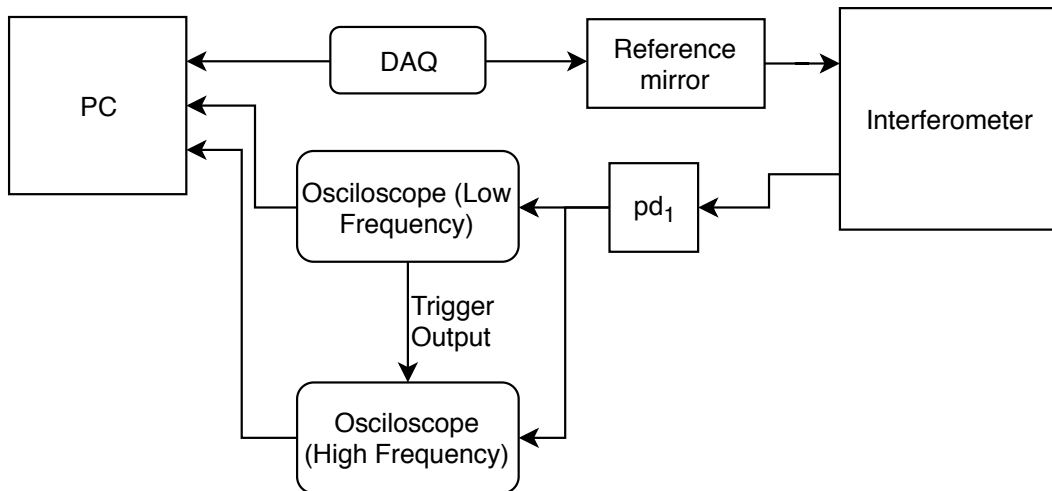 PC
DAQ
Reference
mirror
Interferometer
Osciloscope (Low
Frequency)
pd₁
Trigger
Output
Osciloscope
(High Frequency)